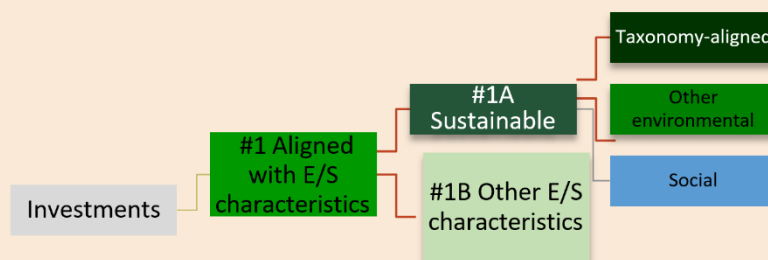 Taxonomy-aligned
#1A
Sustainable
Other
environmental
#1 Aligned
with E/S
characteristics
Social
#1B Other E/S
characteristics
Investments